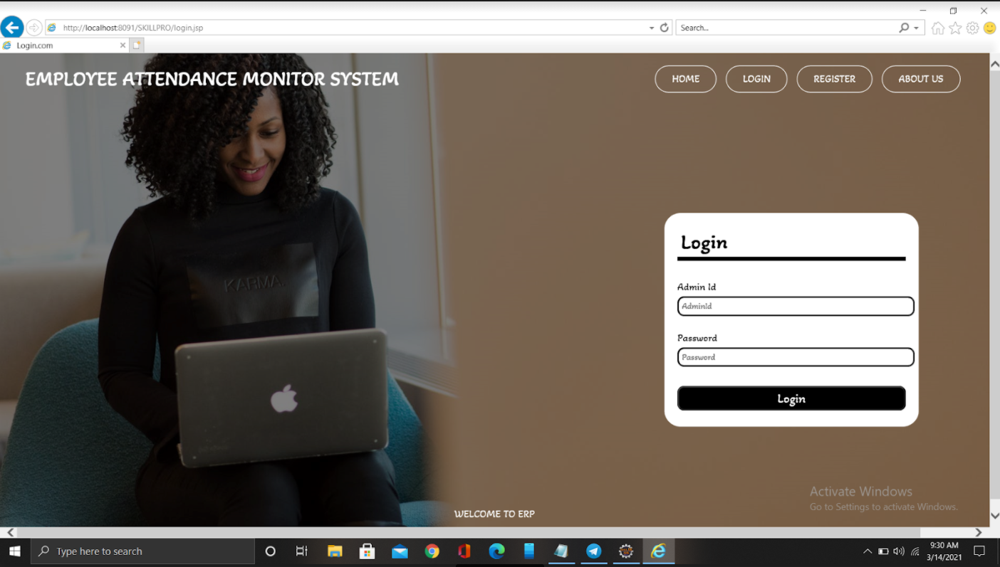 http://localhost:8091/SKILLPRO/login.jsp
Search...
Login.com
EMPLOYEE ATTENDANCE MONITOR SYSTEM
HOME
LOGIN
REGISTER
ABOUT US
KARMA.
Login
Admin Id
AdminId
Password
Password
Login
Activate Windows
Go to Settings to activate Windows.
WELCOME TO ERP
Type here to search
9:30 AM
3/14/2021